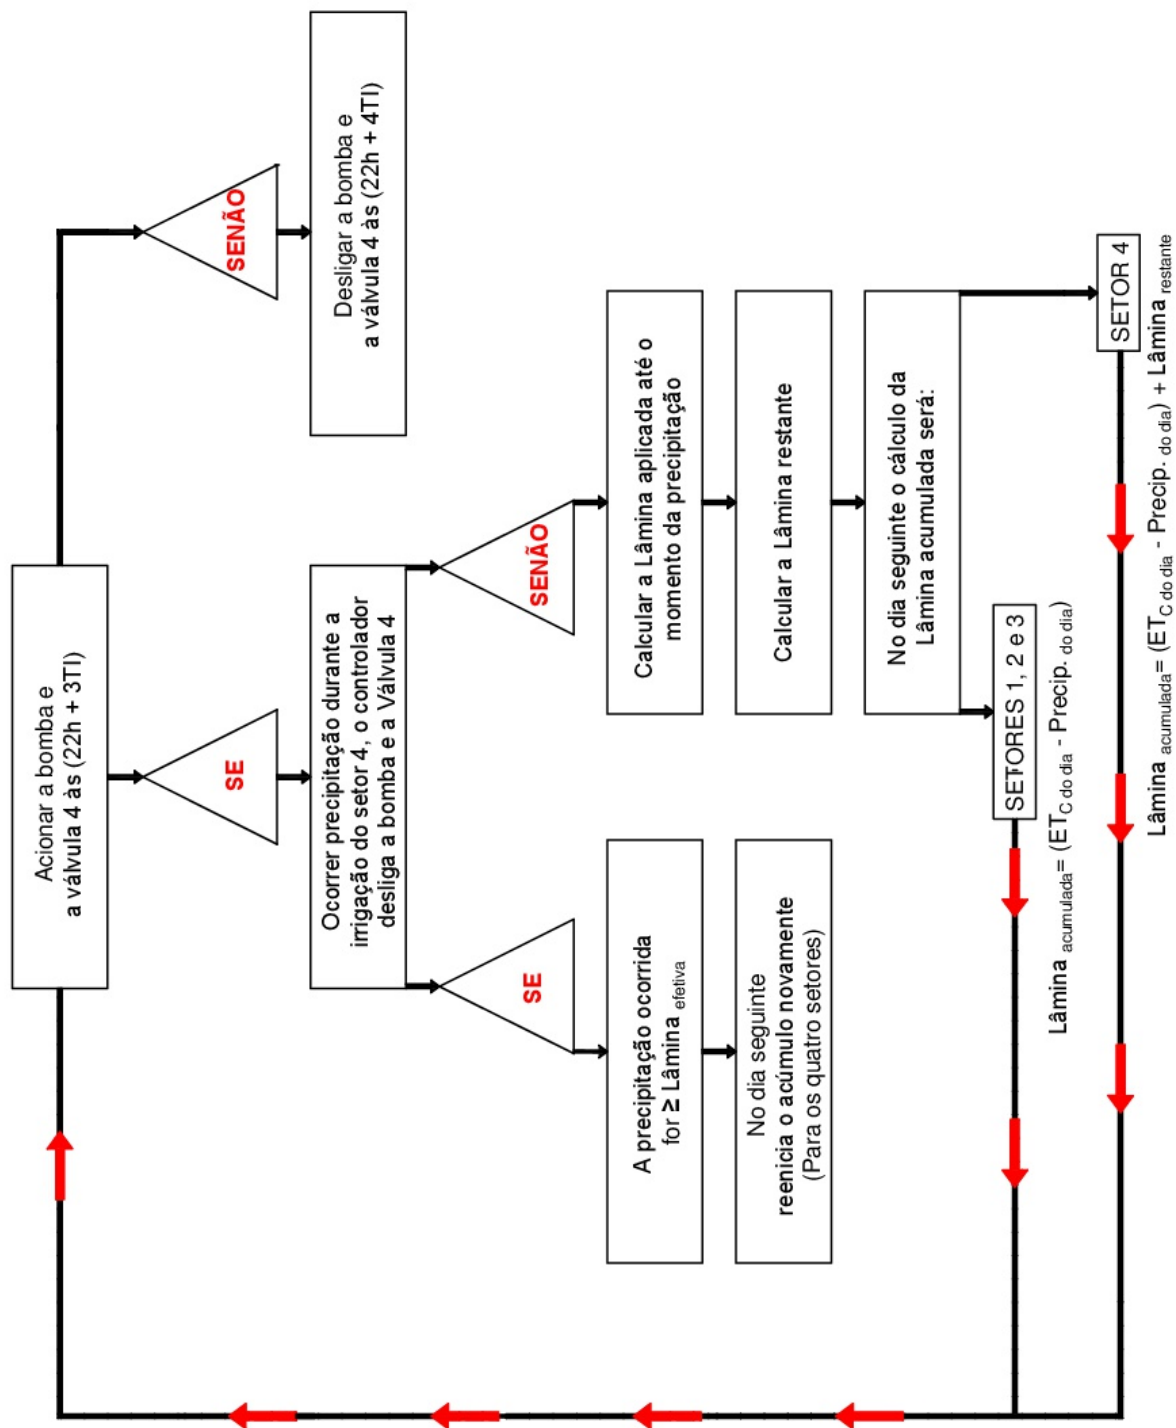 Acionar a bomba e
a válvula 4 às (22h + 3TI)
SE
SENÃO
Ocorrer precipitação durante a
irrigação do setor 4, o controlador
desliga a bomba e a Válvula 4
Desligar a bomba e
a válvula 4 às (22h + 4TI)
SE
SENÃO
A precipitação ocorrida
for ≥ Lâmina efetiva
Calcular a Lâmina aplicada até o
momento da precipitação
No dia seguinte
reenicia o acúmulo novamente
(Para os quatro setores)
Calcular a Lâmina restante
No dia seguinte o cálculo da
Lâmina acumulada será:
SETORES 1, 2 e 3
Lâmina acumulada= (ETC do dia - Precip. do dia)
SETOR 4
Lâmina acumulada= (ETC do dia - Precip. do dia) + Lâmina restante